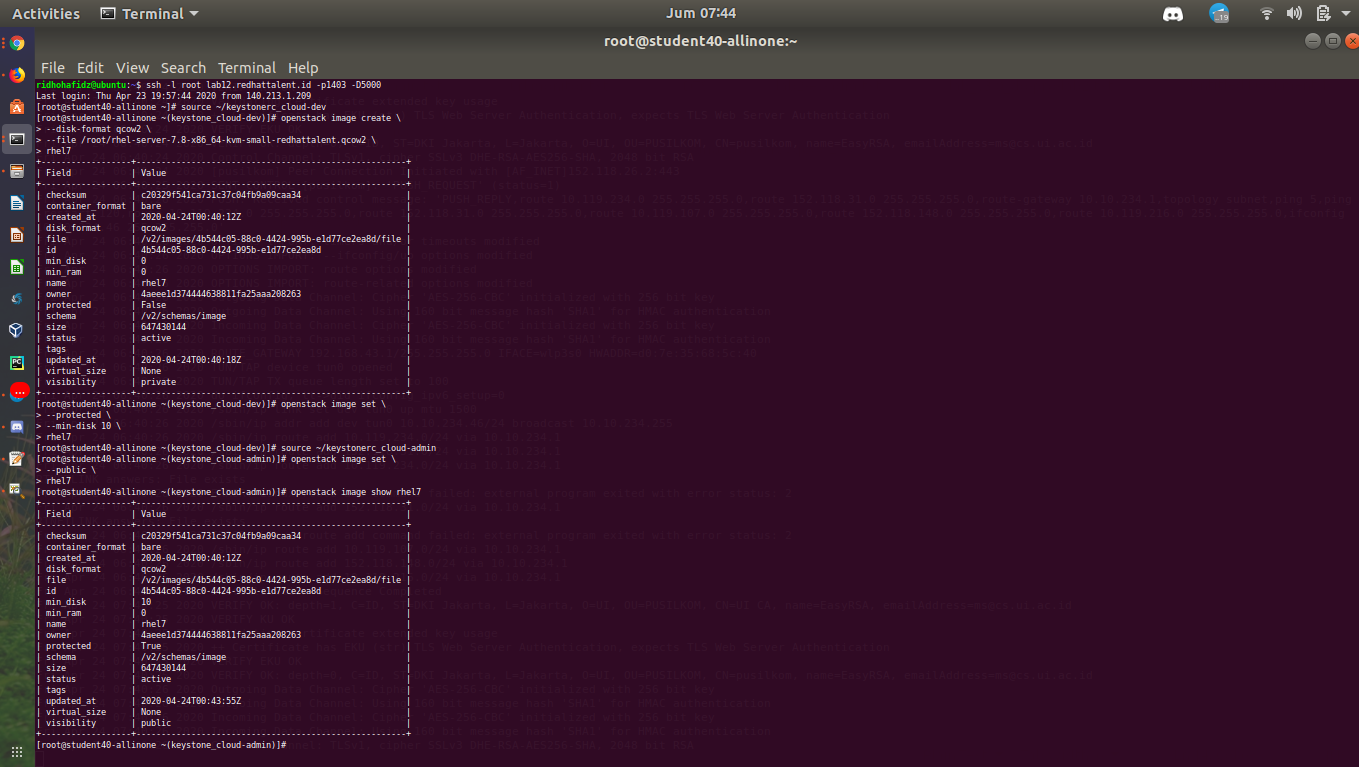 Activities Terminal Jum 07:44 19
root@student40-allinone:~
File Edit View Search Terminal Help
ridhohafidz@ubuntu:~$ ssh -l root lab12.redhattalent.id -p1403 -D5000
Last login: Thu Apr 23 19:57:44 2020 from 140.213.1.209
[root@student40-allinone ~]# source ~/keystonerc_cloud-dev
[root@student40-allinone ~(keystone_cloud-dev)]# openstack image create \
> --disk-format qcow2 \
> --file /root/rhel-server-7.8-x86_64-kvm-small-redhattalent.qcow2 \
> rhel7
+------------------+------------------------------------------------------+
| Field            | Value                                                |
+------------------+------------------------------------------------------+
| checksum         | c20329f541ca731c37c04fb9a09caa34                     |
| container_format | bare                                                 |
| created_at       | 2020-04-24T00:40:12Z                                 |
| disk_format      | qcow2                                                |
| file             | /v2/images/4b544c05-88c0-4424-995b-e1d77ce2ea8d/file |
| id               | 4b544c05-88c0-4424-995b-e1d77ce2ea8d                 |
| min_disk         | 0                                                    |
| min_ram          | 0                                                    |
| name             | rhel7                                                |
| owner            | 4aeee1d374444638811fa25aaa208263                     |
| protected        | False                                                |
| schema           | /v2/schemas/image                                    |
| size             | 647430144                                            |
| status           | active                                               |
| tags             |                                                      |
| updated_at       | 2020-04-24T00:40:18Z                                 |
| virtual_size     | None                                                 |
| visibility       | private                                              |
+------------------+------------------------------------------------------+
[root@student40-allinone ~(keystone_cloud-dev)]# openstack image set \
> --protected \
> --min-disk 10 \
> rhel7
[root@student40-allinone ~(keystone_cloud-dev)]# source ~/keystonerc_cloud-admin
[root@student40-allinone ~(keystone_cloud-admin)]# openstack image set \
> --public \
> rhel7
[root@student40-allinone ~(keystone_cloud-admin)]# openstack image show rhel7
+------------------+------------------------------------------------------+
| Field            | Value                                                |
+------------------+------------------------------------------------------+
| checksum         | c20329f541ca731c37c04fb9a09caa34                     |
| container_format | bare                                                 |
| created_at       | 2020-04-24T00:40:12Z                                 |
| disk_format      | qcow2                                                |
| file             | /v2/images/4b544c05-88c0-4424-995b-e1d77ce2ea8d/file |
| id               | 4b544c05-88c0-4424-995b-e1d77ce2ea8d                 |
| min_disk         | 10                                                   |
| min_ram          | 0                                                    |
| name             | rhel7                                                |
| owner            | 4aeee1d374444638811fa25aaa208263                     |
| protected        | True                                                 |
| schema           | /v2/schemas/image                                    |
| size             | 647430144                                            |
| status           | active                                               |
| tags             |                                                      |
| updated_at       | 2020-04-24T00:43:55Z                                 |
| virtual_size     | None                                                 |
| visibility       | public                                               |
+------------------+------------------------------------------------------+
[root@student40-allinone ~(keystone_cloud-admin)]#